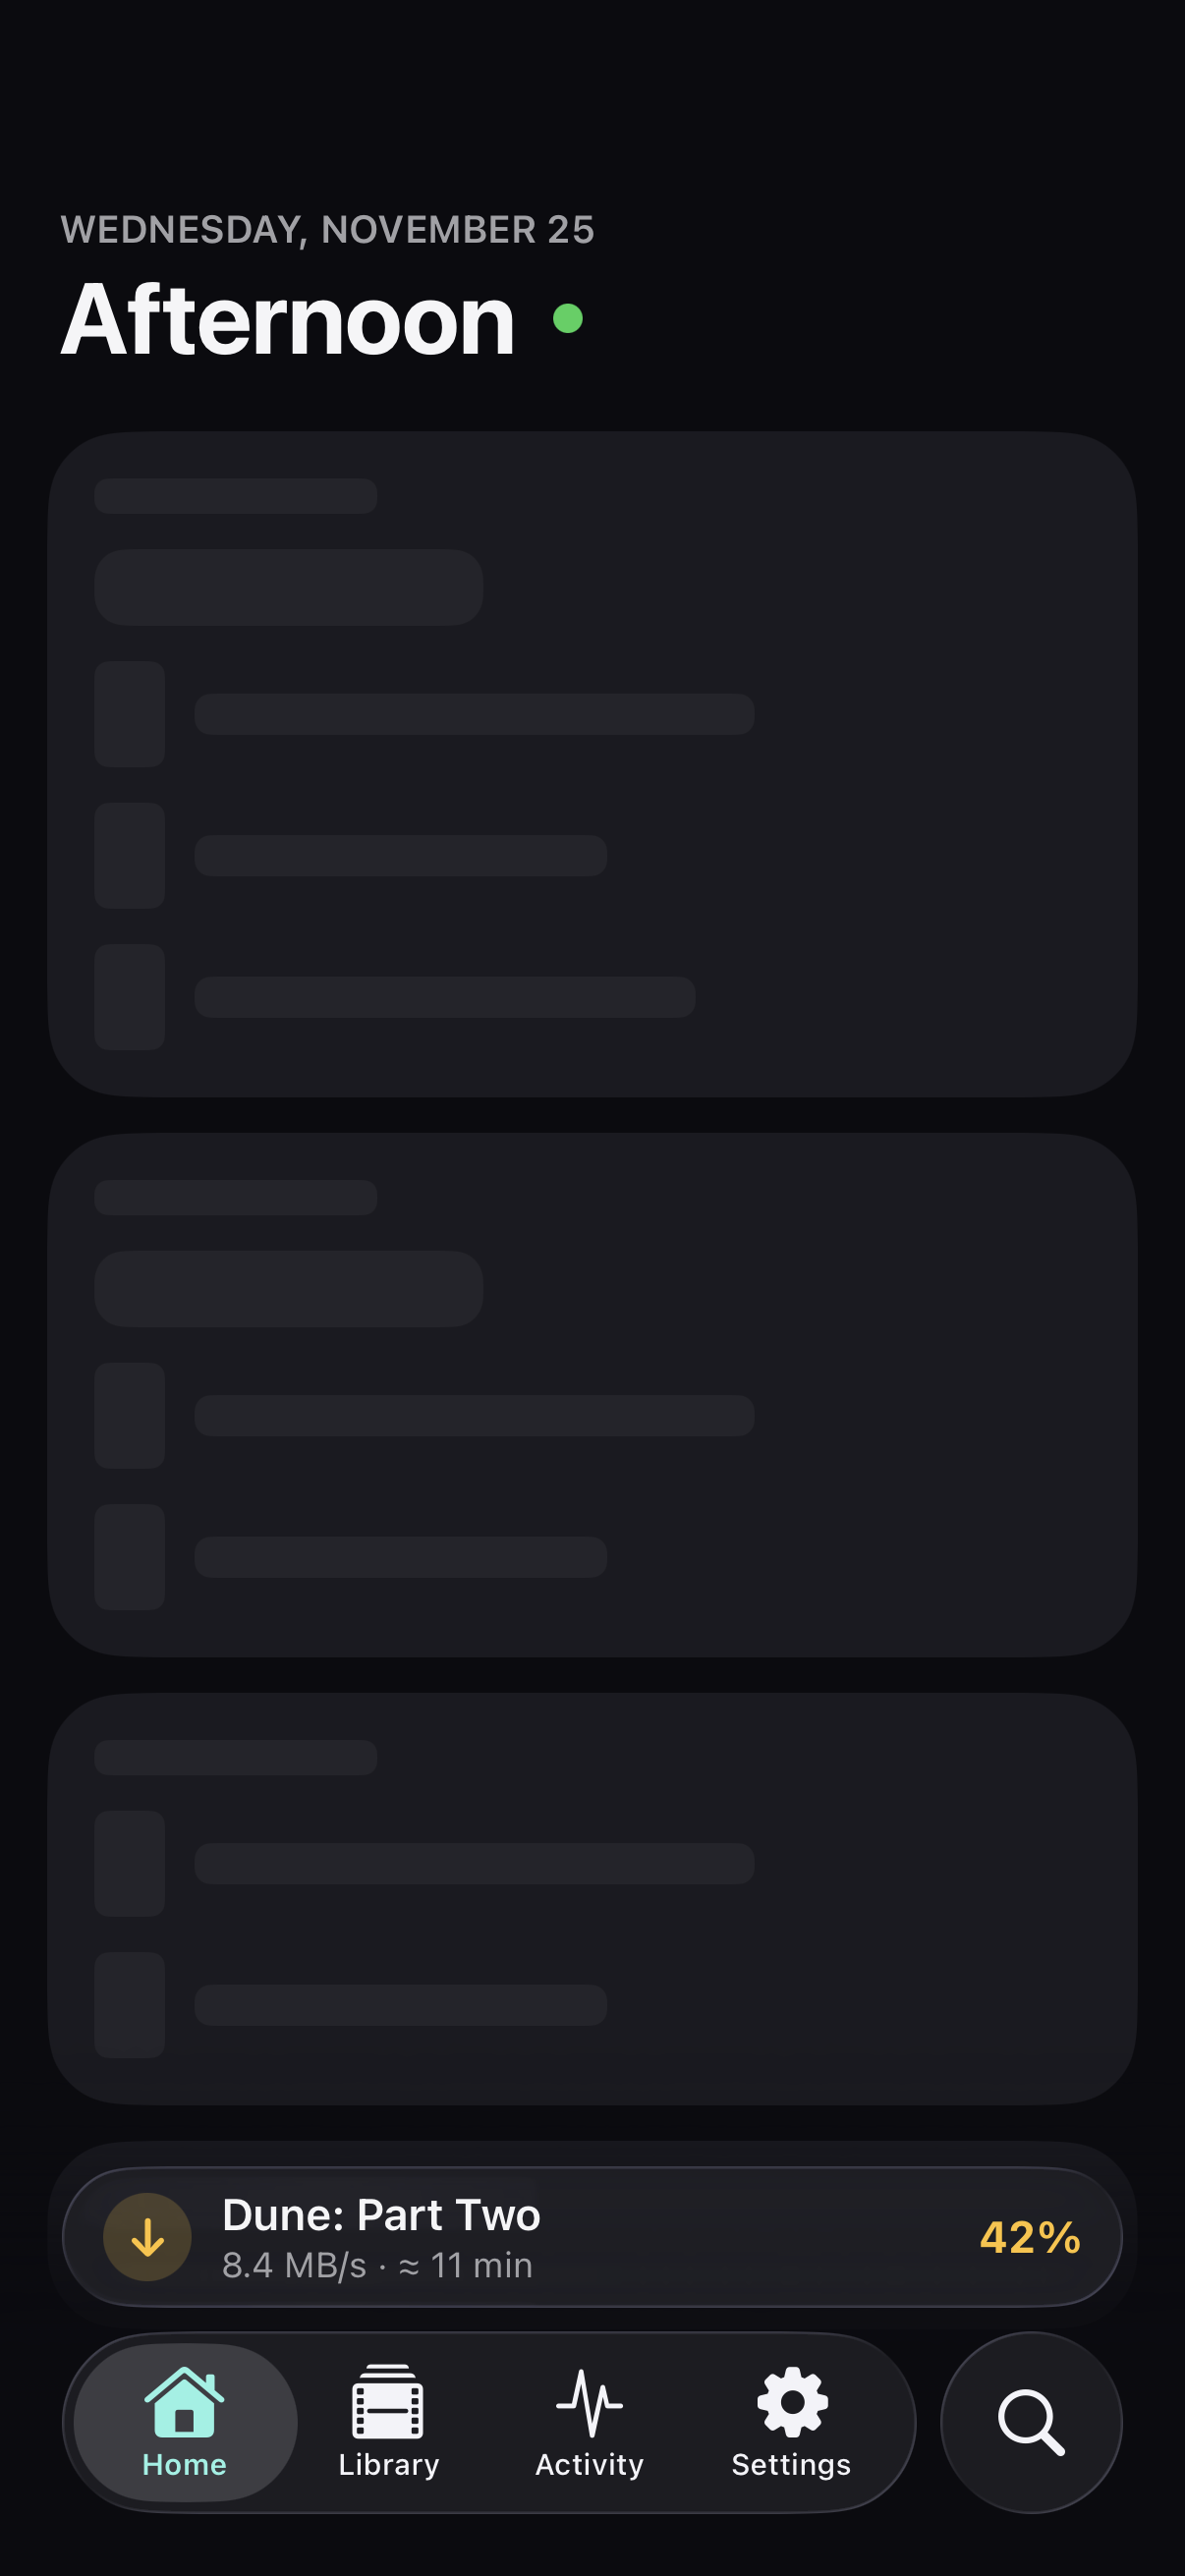 WEDNESDAY, NOVEMBER 25
Afternoon
Dune: Part Two
8.4 MB/s · ≈ 11 min
42%
Home
Library
Activity
Settings